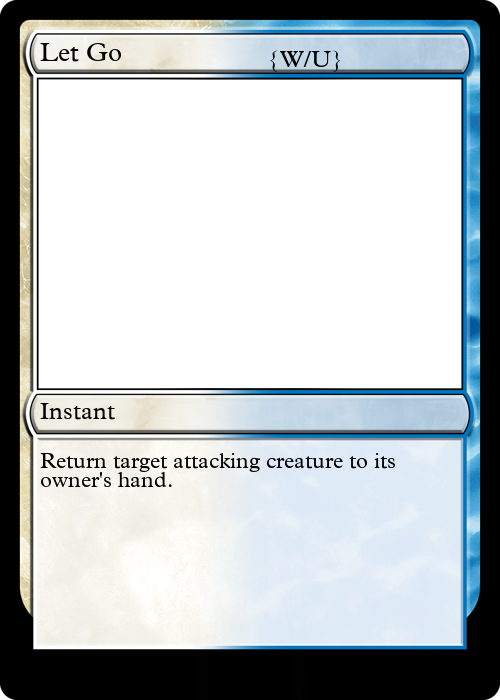 Let Go {W/U}
Instant
Return target attacking creature to its
owner's hand.